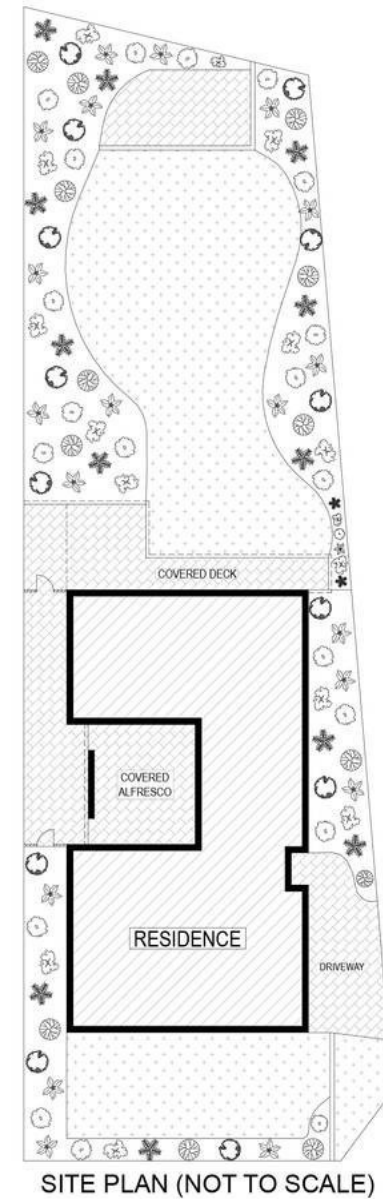 COVERED DECK
COVERED
ALFRESCO
RESIDENCE
DRIVEWAY
SITE PLAN (NOT TO SCALE)